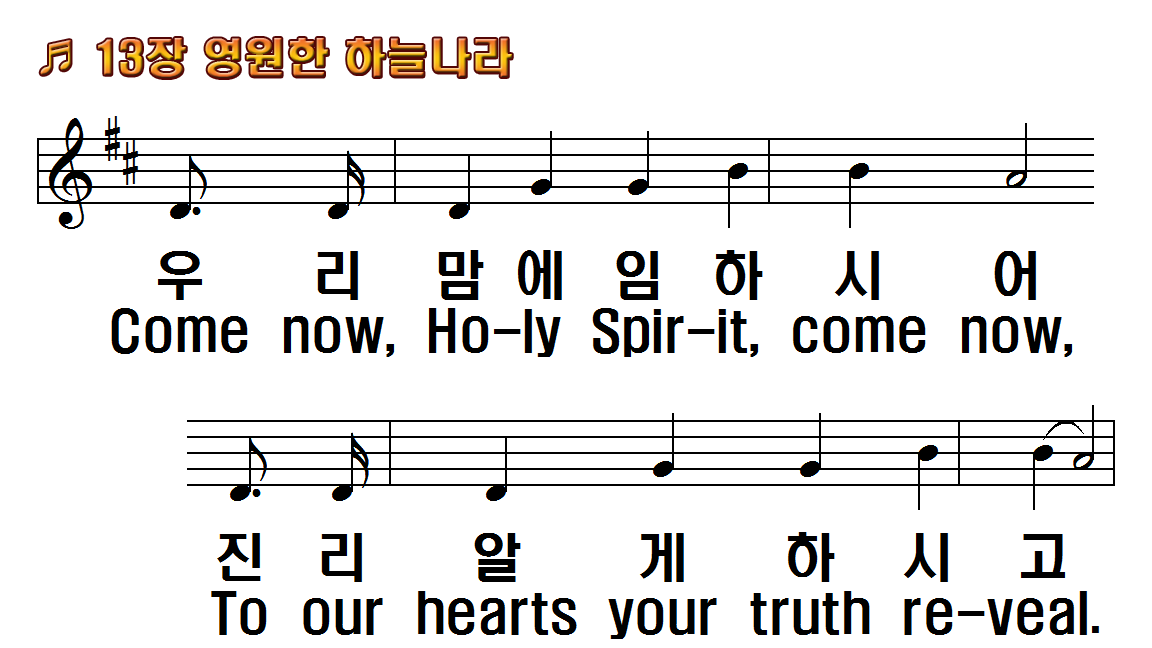 ♬ 13장 영원한 하늘나라
우 리 맘 에 임 하 시 어
Come now, Ho-ly Spir-it, come now,
진 리 알 게 하 시 고
To our hearts your truth re-veal.